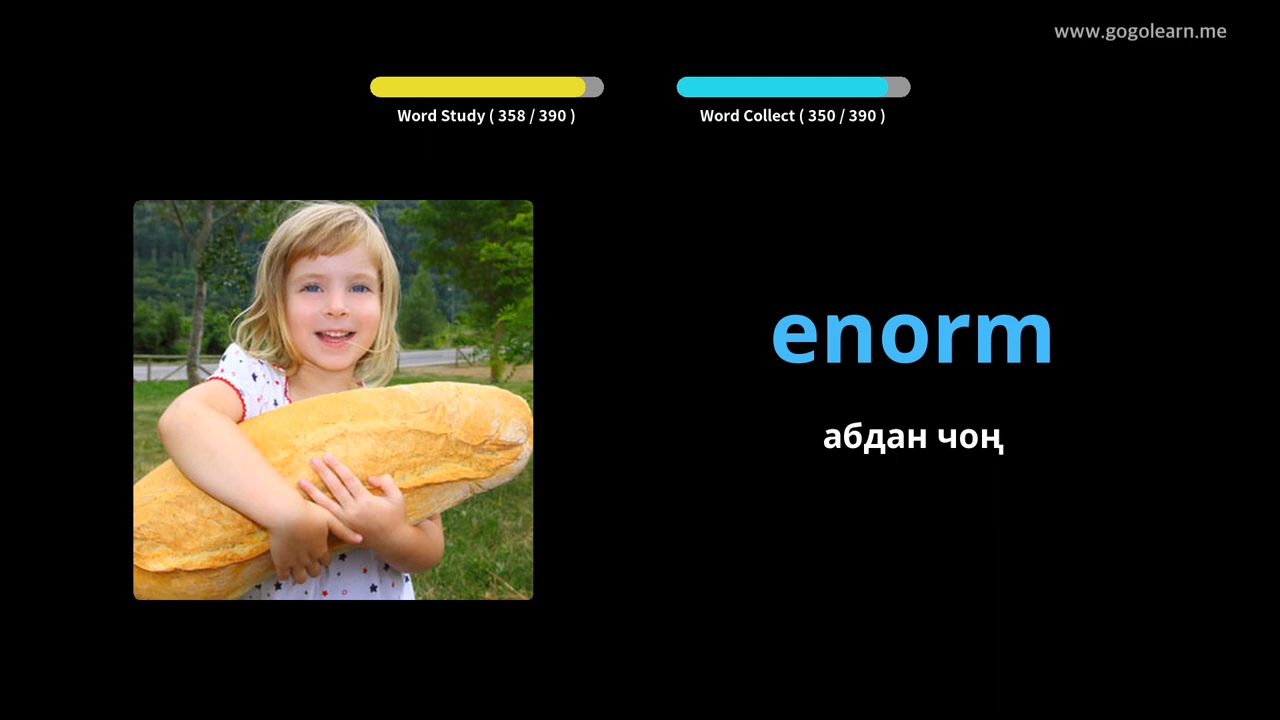 www.gogolearn.me
Word Study ( 358 / 390 )
Word Collect ( 350 / 390 )
enorm
абдан чоң